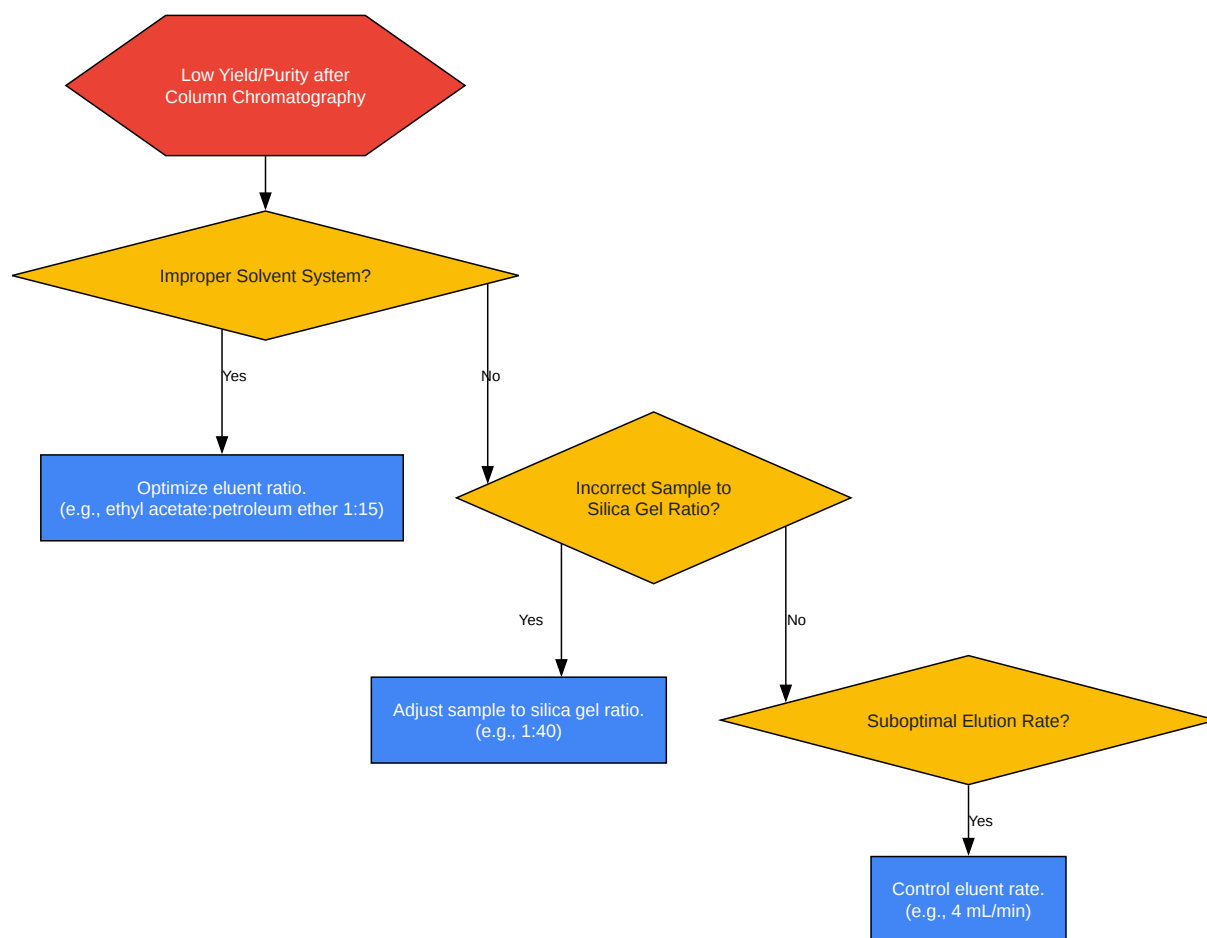 Low Yield/Purity after
Column Chromatography
Improper Solvent System?
Yes
No
Optimize eluent ratio.
(e.g., ethyl acetate:petroleum ether 1:15)
Incorrect Sample to
Silica Gel Ratio?
Yes
No
Adjust sample to silica gel ratio.
(e.g., 1:40)
Suboptimal Elution Rate?
Yes
Control eluent rate.
(e.g., 4 mL/min)